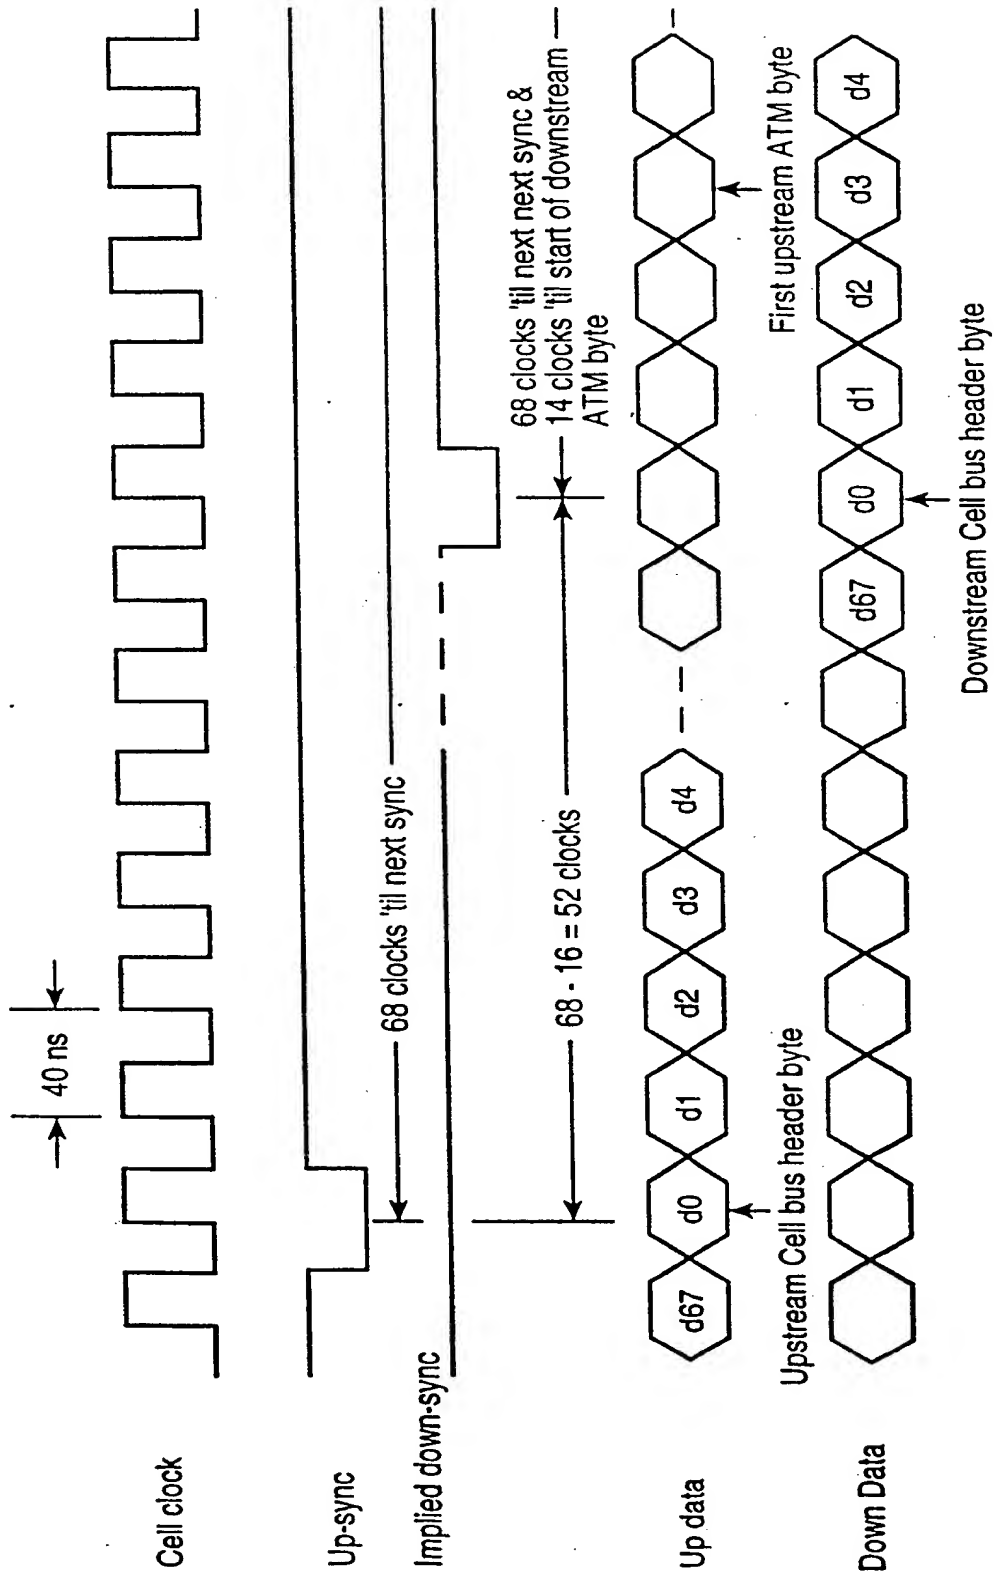 Cell clock
40 ns
Up-sync
68 clocks 'til next sync
Implied down-sync
68 - 16 = 52 clocks
68 clocks 'til next next sync &
14 clocks 'til start of downstream
ATM byte
Up data
d67 d0 d1 d2 d3 d4
Upstream Cell bus header byte
First upstream ATM byte
Down Data
d67 d0 d1 d2 d3 d4
Downstream Cell bus header byte